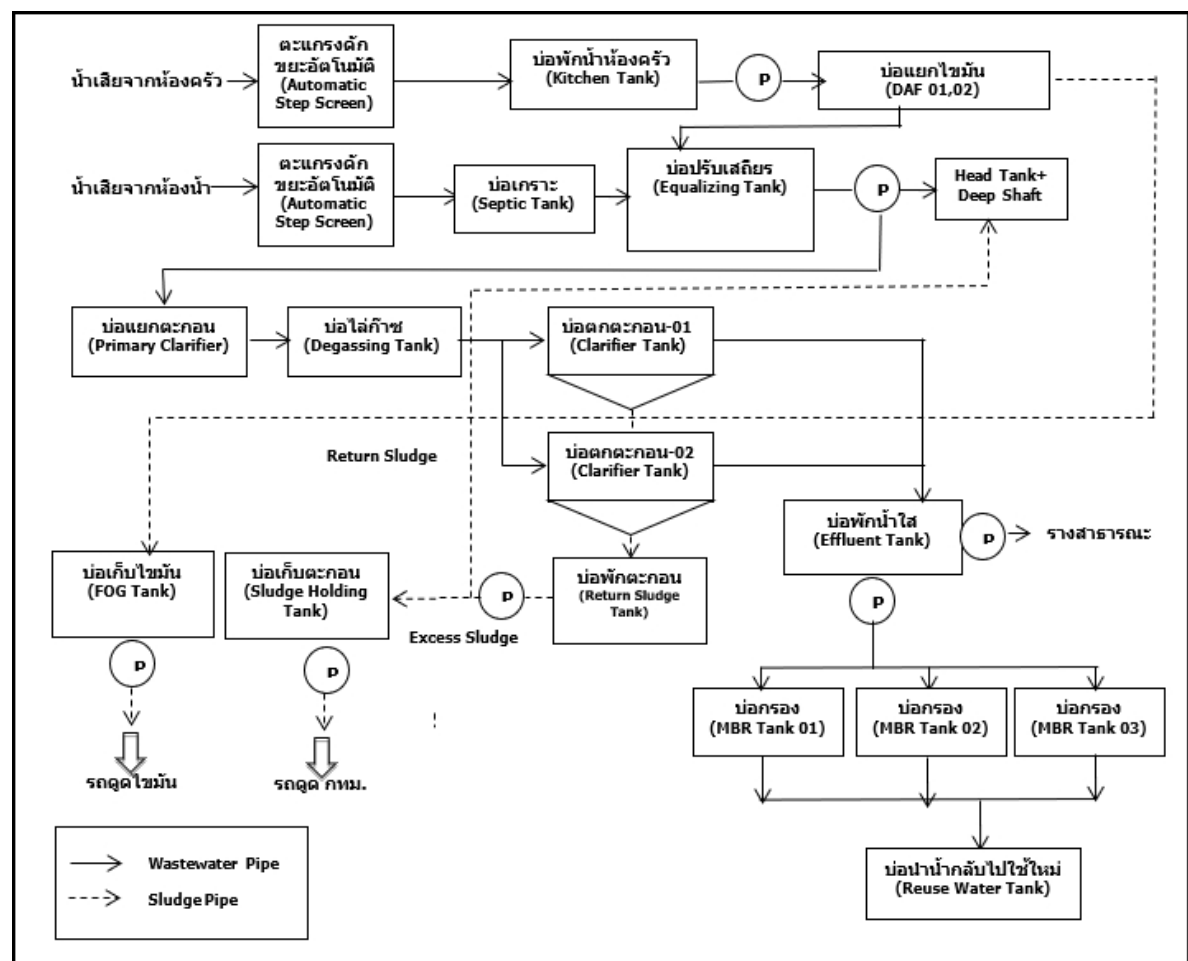 ตะแกรงดัก
ขยะอัตโนมัติ
(Automatic
Step Screen)
น้ำเสียจากห้องครัว
บ่อพักน้ำห้องครัว
(Kitchen Tank)
P
บ่อแยกไขมัน
(DAF 01,02)
น้ำเสียจากห้องน้ำ
ตะแกรงดัก
ขยะอัตโนมัติ
(Automatic
Step Screen)
บ่อเกราะ
(Septic Tank)
บ่อปรับเสถียร
(Equalizing Tank)
P
Head Tank+
Deep Shaft
บ่อแยกตะกอน
(Primary Clarifier)
บ่อไล่ก๊าซ
(Degassing Tank)
บ่อตกตะกอน-01
(Clarifier Tank)
Return Sludge
บ่อตกตะกอน-02
(Clarifier Tank)
บ่อพักน้ำใส
(Effluent Tank)
P
รางสาธารณะ
บ่อเก็บไขมัน
(FOG Tank)
บ่อเก็บตะกอน
(Sludge Holding
Tank)
P
บ่อพักตะกอน
(Return Sludge
Tank)
P
Excess Sludge
P
P
บ่อกรอง
(MBR Tank 01)
บ่อกรอง
(MBR Tank 02)
บ่อกรอง
(MBR Tank 03)
รถดูดไขมัน
รถดูด กทม.
Wastewater Pipe
Sludge Pipe
บ่อนำน้ำกลับไปใช้ใหม่
(Reuse Water Tank)